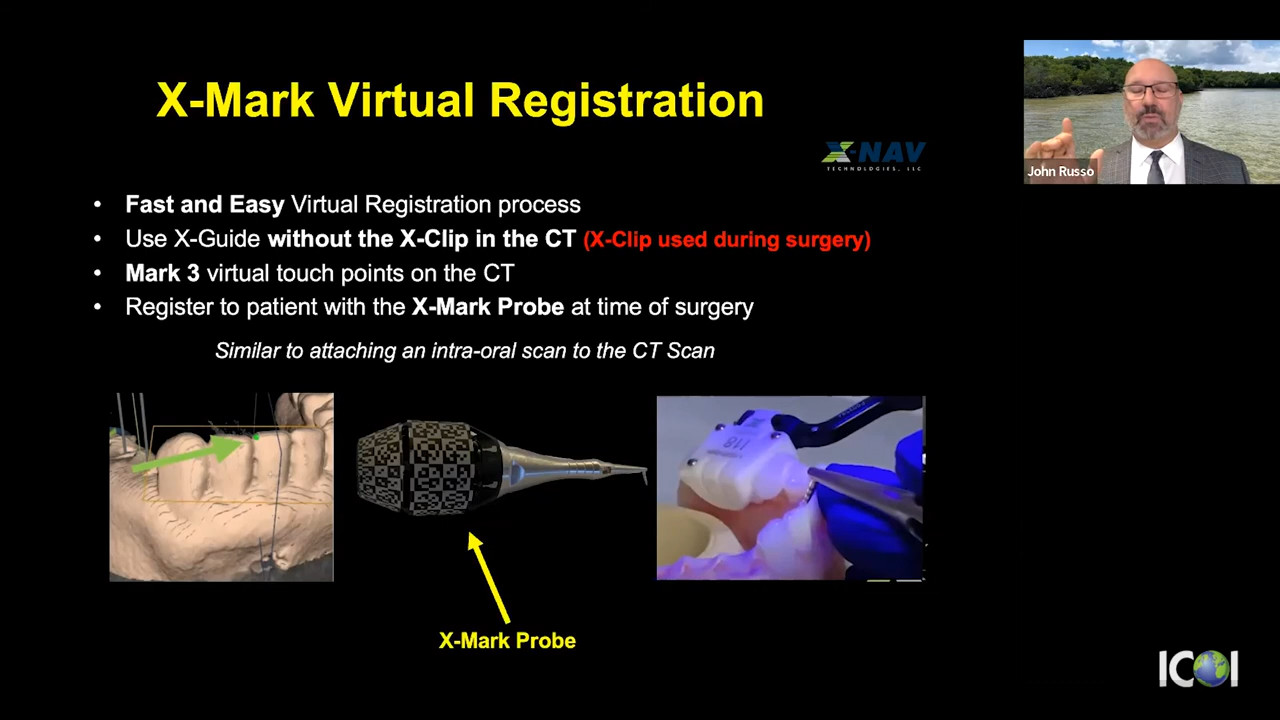 X-Mark Virtual Registration
X-NAV
TECHNOLOGIES, LLC
John Russo
• Fast and Easy Virtual Registration process
• Use X-Guide without the X-Clip in the CT (X-Clip used during surgery)
• Mark 3 virtual touch points on the CT
• Register to patient with the X-Mark Probe at time of surgery
Similar to attaching an intra-oral scan to the CT Scan
118
X-Mark Probe
ICOI